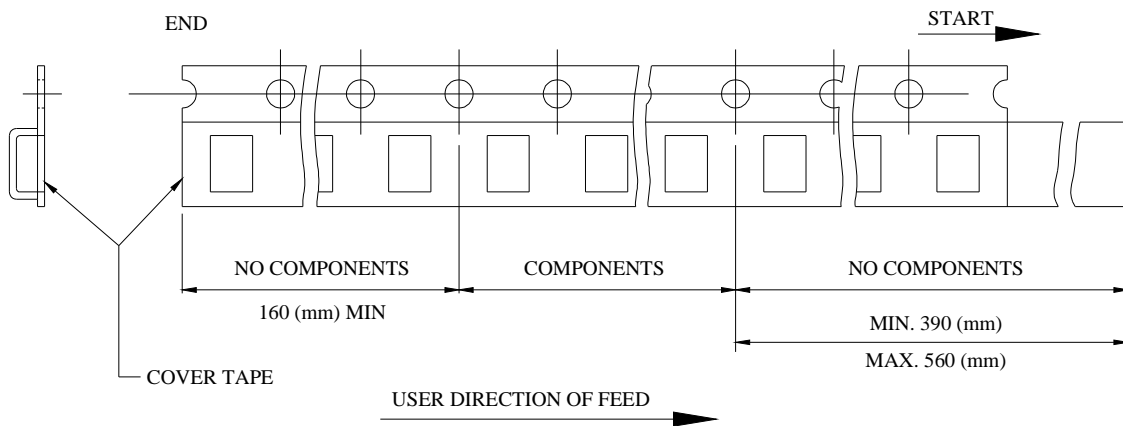 END
START
NO COMPONENTS
COMPONENTS
NO COMPONENTS
160 (mm) MIN
MIN. 390 (mm)
MAX. 560 (mm)
COVER TAPE
USER DIRECTION OF FEED